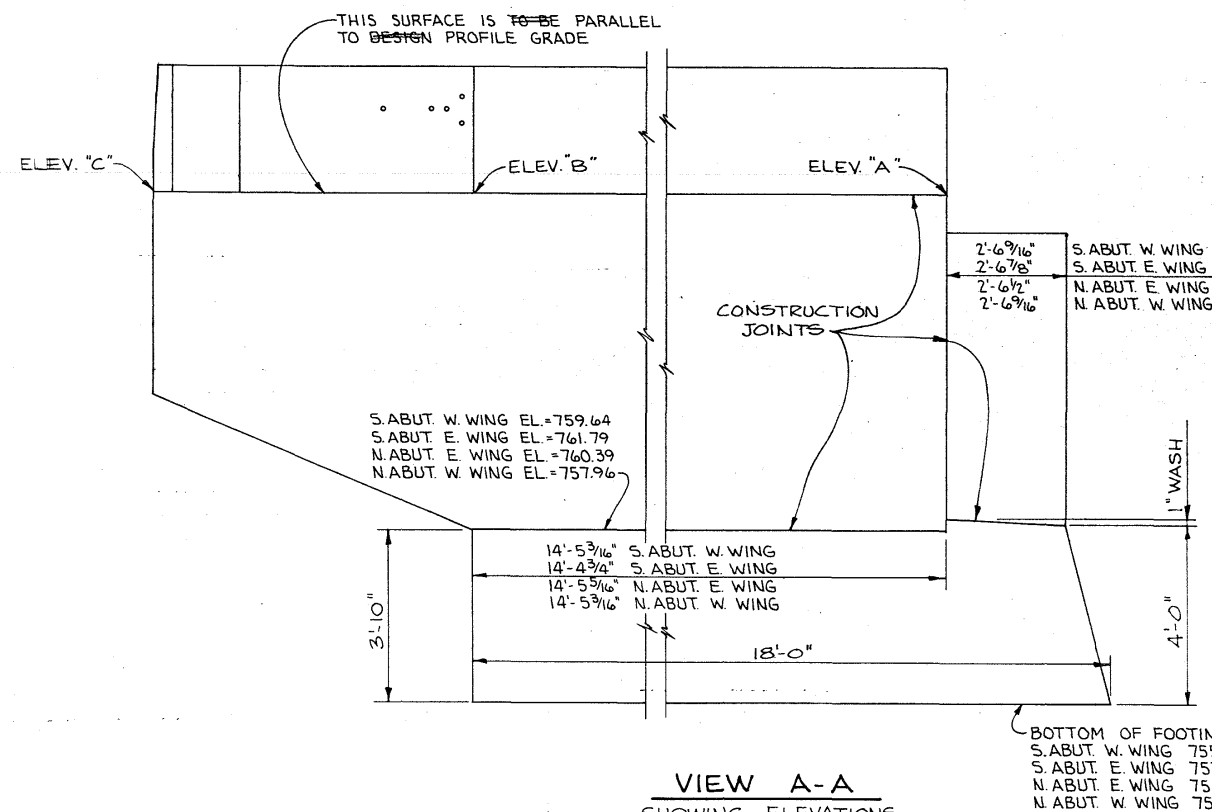 THIS SURFACE IS TO BE PARALLEL
TO DESIGN PROFILE GRADE
ELEV. "C"
ELEV. "B"
ELEV. "A"
2'-6 9/16" S. ABUT. W. WING
2'-6 7/8" S. ABUT. E. WING
2'-6 1/2" N. ABUT. E. WING
2'-6 9/16" N. ABUT. W. WING
CONSTRUCTION
JOINTS
S. ABUT. W. WING EL.=759.64
S. ABUT. E. WING EL.=761.79
N. ABUT. E. WING EL.=760.39
N. ABUT. W. WING EL.=757.96
1" WASH
14'-5 3/16" S. ABUT. W. WING
14'-4 3/4" S. ABUT. E. WING
14'-5 5/16" N. ABUT. E. WING
14'-5 3/16" N. ABUT. W. WING
3'-10"
4'-0"
18'-0"
BOTTOM OF
S. ABUT. W. WING
S. ABUT. E. WING
N. ABUT. E. WING
N. ABUT. W. WING
VIEW A-A
SHOWING ELEVATIONS